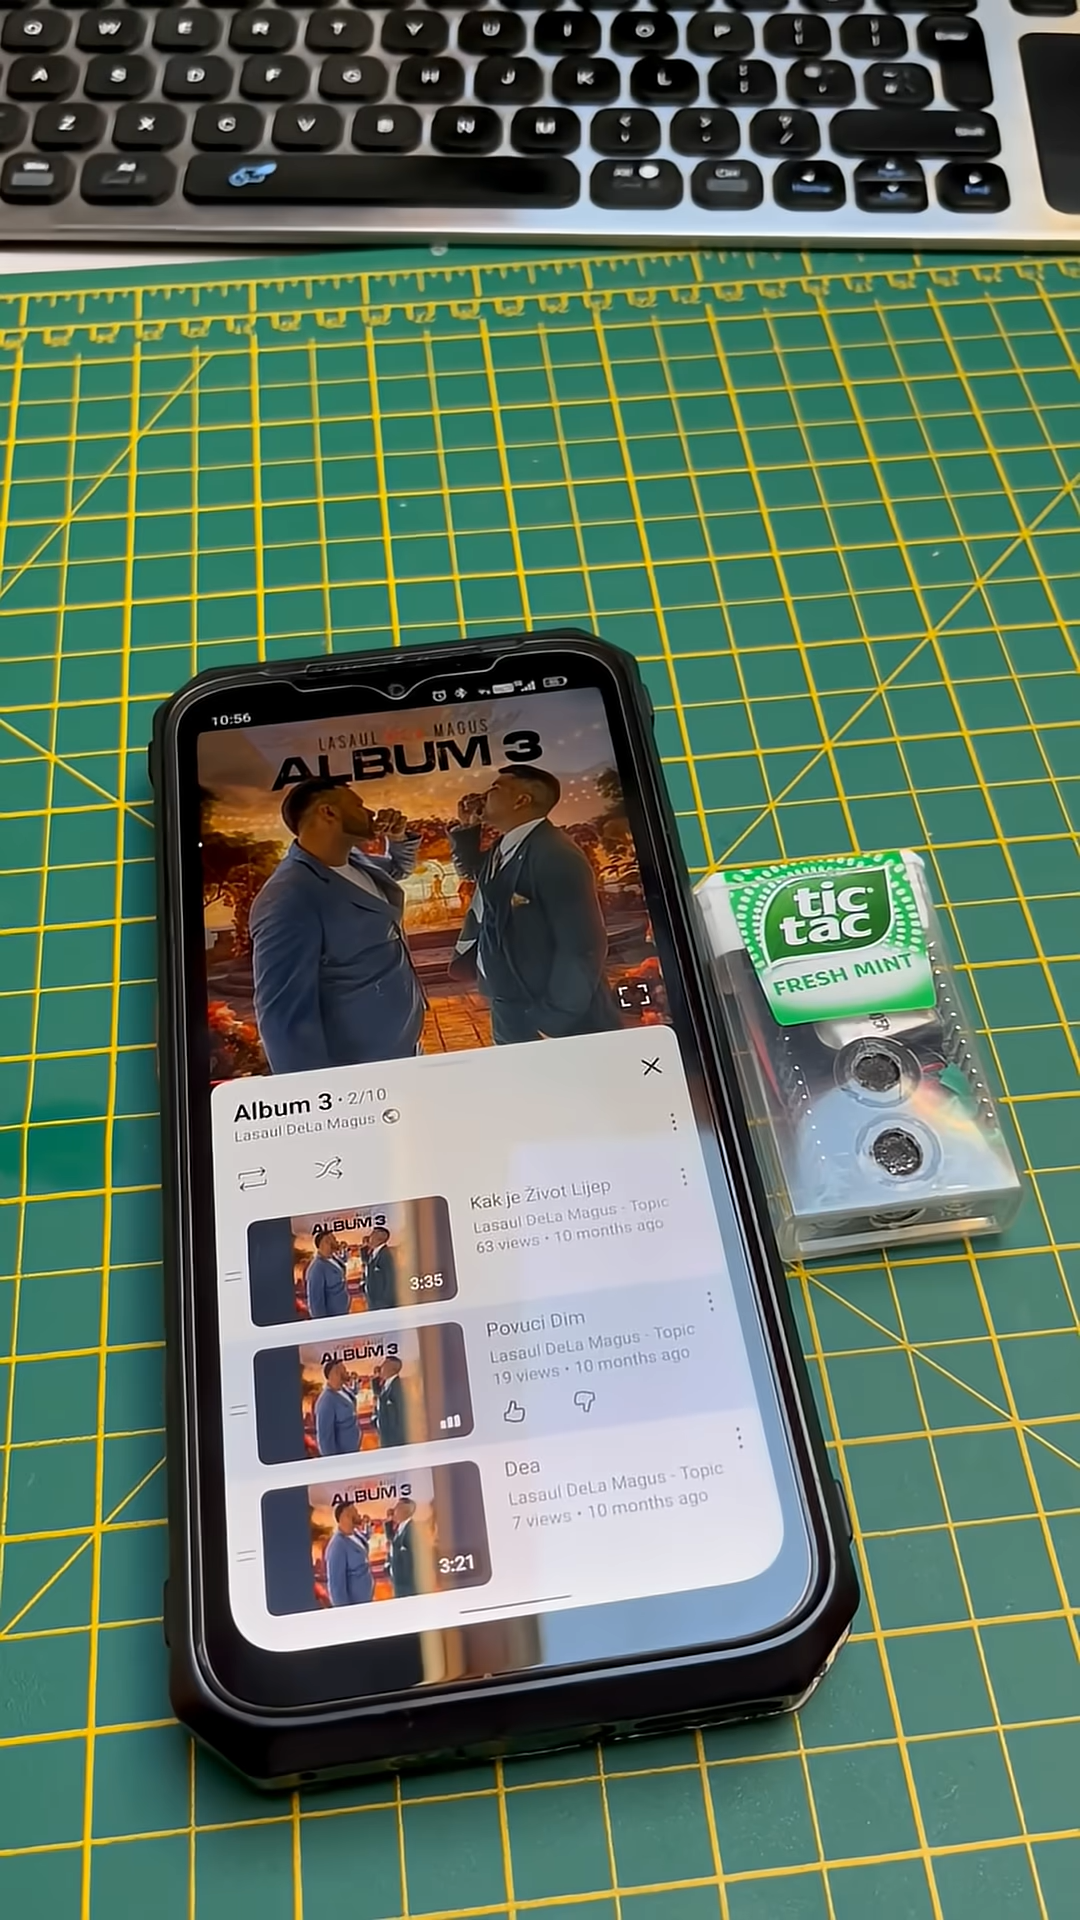 Q W E R T Y U I O P
A S D F G H J K L
Z X C V B N M
10:56
LASAUL DELA MAGUS
ALBUM 3
tic
tac
FRESH MINT
Album 3 · 2/10
Lasaul DeLa Magus
ALBUM 3
3:35
Kak je Život Lijep
Lasaul DeLa Magus - Topic
63 views • 10 months ago
ALBUM 3
Povuci Dim
Lasaul DeLa Magus - Topic
19 views • 10 months ago
ALBUM 3
3:21
Dea
Lasaul DeLa Magus - Topic
7 views • 10 months ago